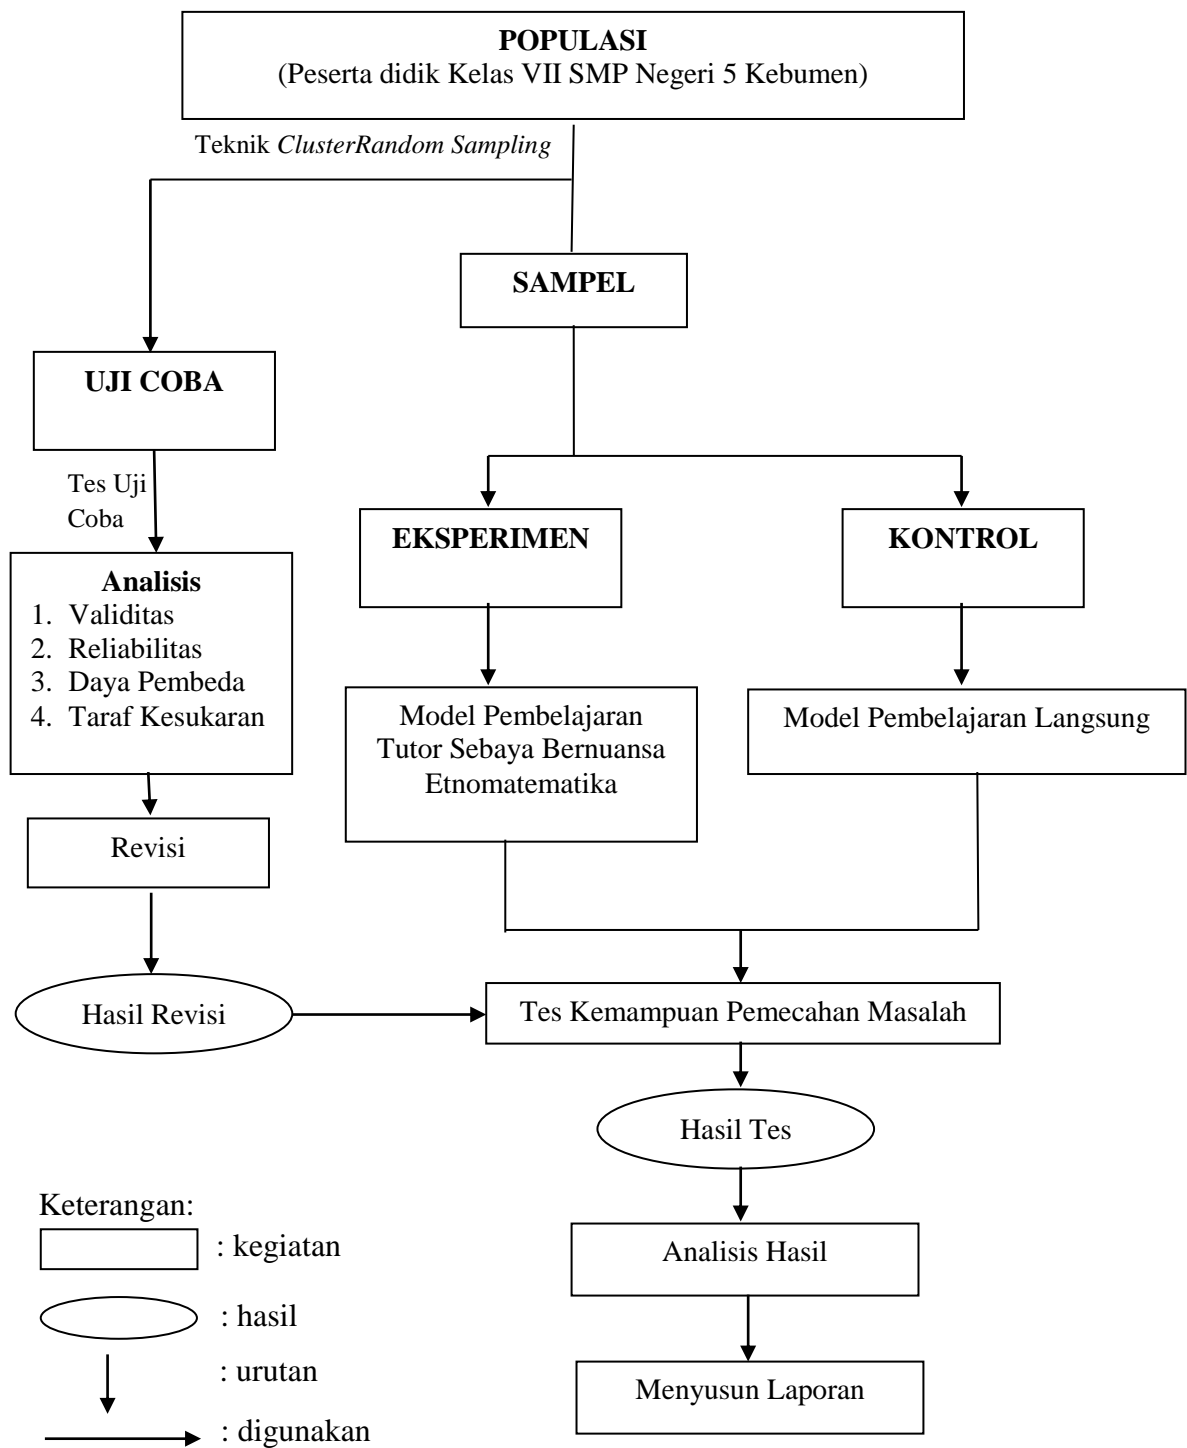 POPULASI
(Peserta didik Kelas VII SMP Negeri 5 Kebumen)
Teknik ClusterRandom Sampling
SAMPEL
UJI COBA
Tes Uji
Coba
EKSPERIMEN
KONTROL
Analisis
1. Validitas
2. Reliabilitas
3. Daya Pembeda
4. Taraf Kesukaran
Model Pembelajaran
Tutor Sebaya Bernuansa
Etnomatematika
Model Pembelajaran Langsung
Revisi
Hasil Revisi
Tes Kemampuan Pemecahan Masalah
Hasil Tes
Analisis Hasil
Menyusun Laporan
Keterangan:
: kegiatan
: hasil
: urutan
: digunakan